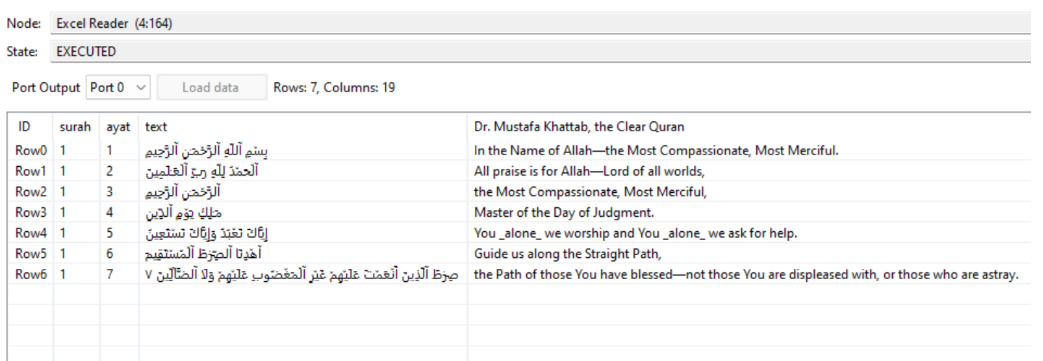 Node: Excel Reader (4:164)
State: EXECUTED
Port Output Port 0 Load data Rows: 7, Columns: 19
ID surah ayat text Dr. Mustafa Khattab, the Clear Quran
Row0 1 1 بِسْمِ ٱللَّهِ ٱلرَّحْمَٰنِ ٱلرَّحِيمِ In the Name of Allah—the Most Compassionate, Most Merciful.
Row1 1 2 ٱلْحَمْدُ لِلَّهِ رَبِّ ٱلْعَٰلَمِينَ All praise is for Allah—Lord of all worlds,
Row2 1 3 ٱلرَّحْمَٰنِ ٱلرَّحِيمِ the Most Compassionate, Most Merciful,
Row3 1 4 مَٰلِكِ يَوْمِ ٱلدِّينِ Master of the Day of Judgment.
Row4 1 5 إِيَّاكَ نَعْبُدُ وَإِيَّاكَ نَسْتَعِينُ You _alone_ we worship and You _alone_ we ask for help.
Row5 1 6 ٱهْدِنَا ٱلصِّرَٰطَ ٱلْمُسْتَقِيمَ Guide us along the Straight Path,
Row6 1 7 صِرَٰطَ ٱلَّذِينَ أَنْعَمْتَ عَلَيْهِمْ غَيْرِ ٱلْمَغْضُوبِ عَلَيْهِمْ وَلَا ٱلضَّآلِّينَ ٧ the Path of those You have blessed—not those You are displeased with, or those who are astray.